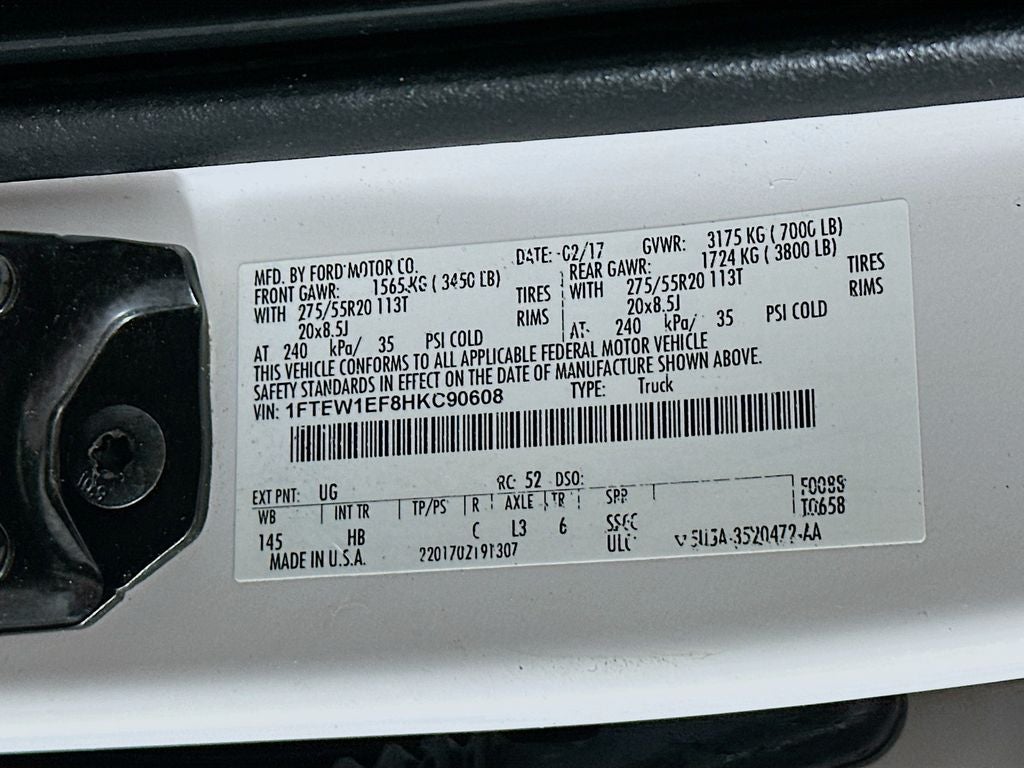 MFD. BY FORD MOTOR CO. DATE: 02/17 GVWR: 3175 KG ( 7000 LB)
FRONT GAWR: 1565 KG ( 3450 LB) REAR GAWR: 1724 KG ( 3800 LB)
WITH 275/55R20 113T TIRES WITH 275/55R20 113T TIRES
20x8.5J RIMS 20x8.5J RIMS
AT 240 kPa/ 35 PSI COLD AT 240 kPa/ 35 PSI COLD
THIS VEHICLE CONFORMS TO ALL APPLICABLE FEDERAL MOTOR VEHICLE
SAFETY STANDARDS IN EFFECT ON THE DATE OF MANUFACTURE SHOWN ABOVE.
VIN: 1FTEW1EF8HKC90608 TYPE: Truck
EXT PNT: UG RC: 52 DSO:
WB INT TR TP/PS R AXLE TR SPR F0088
145 HB C L3 6 T0658
MADE IN U.S.A.